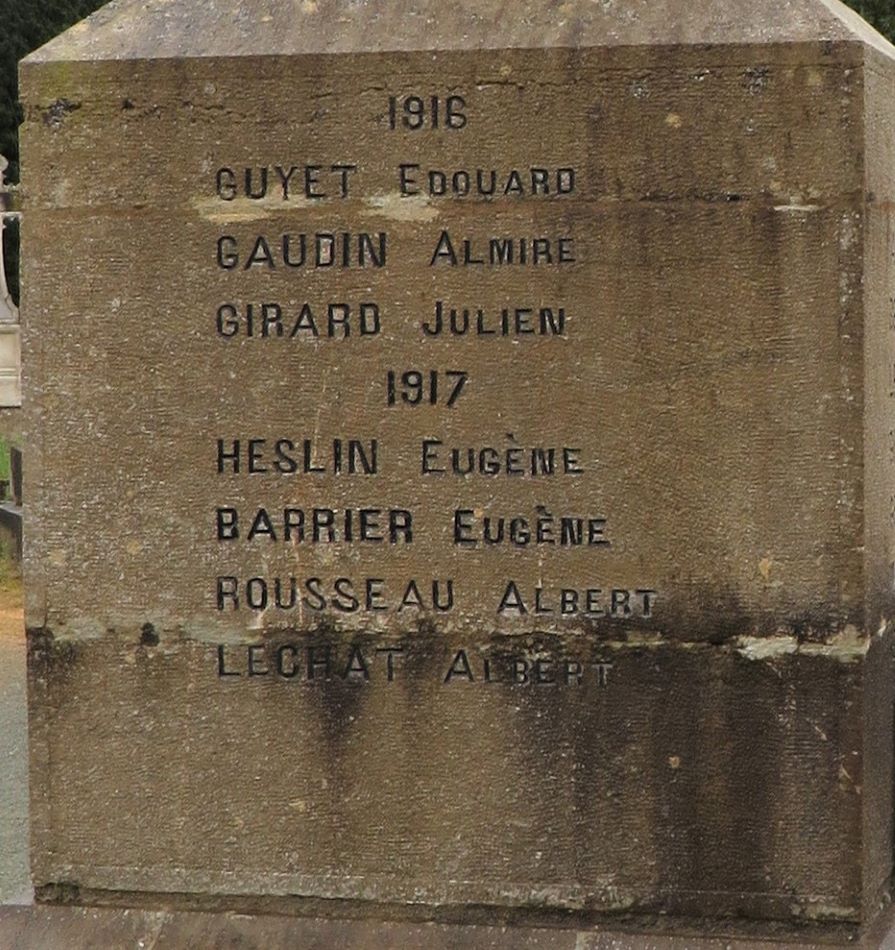 1916
GUYET EDOUARD
GAUDIN ALMIRE
GIRARD JULIEN
1917
HESLIN EUGÈNE
BARRIER EUGÈNE
ROUSSEAU ALBERT
LECHAT ALBERT